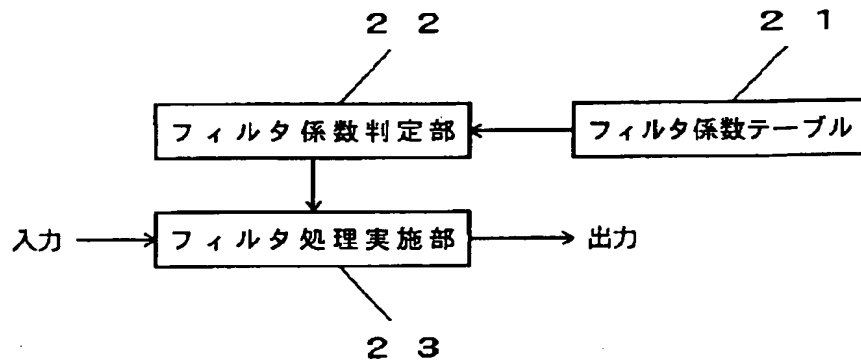 ２２
２１
フィルタ係数判定部
フィルタ係数テーブル
入力
フィルタ処理実施部
出力
２３